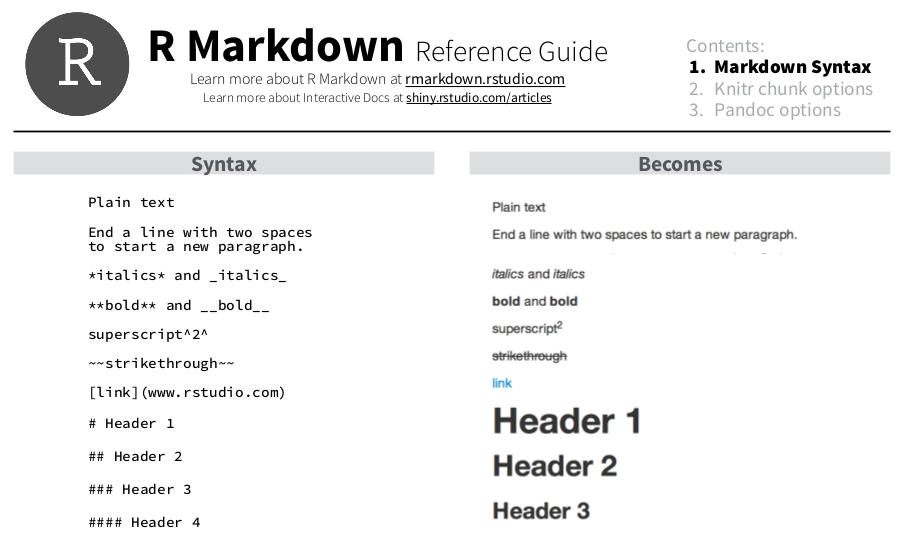 R
R Markdown Reference Guide
Learn more about R Markdown at rmarkdown.rstudio.com
Learn more about Interactive Docs at shiny.rstudio.com/articles
Contents:
1. Markdown Syntax
2. Knitr chunk options
3. Pandoc options
Syntax
Plain text
End a line with two spaces
to start a new paragraph.
*italics* and _italics_
**bold** and __bold__
superscript^2^
~~strikethrough~~
[link](www.rstudio.com)
# Header 1
## Header 2
### Header 3
#### Header 4
Becomes
Plain text
End a line with two spaces to start a new paragraph.
italics and italics
bold and bold
superscript2
strikethrough
link
Header 1
Header 2
Header 3